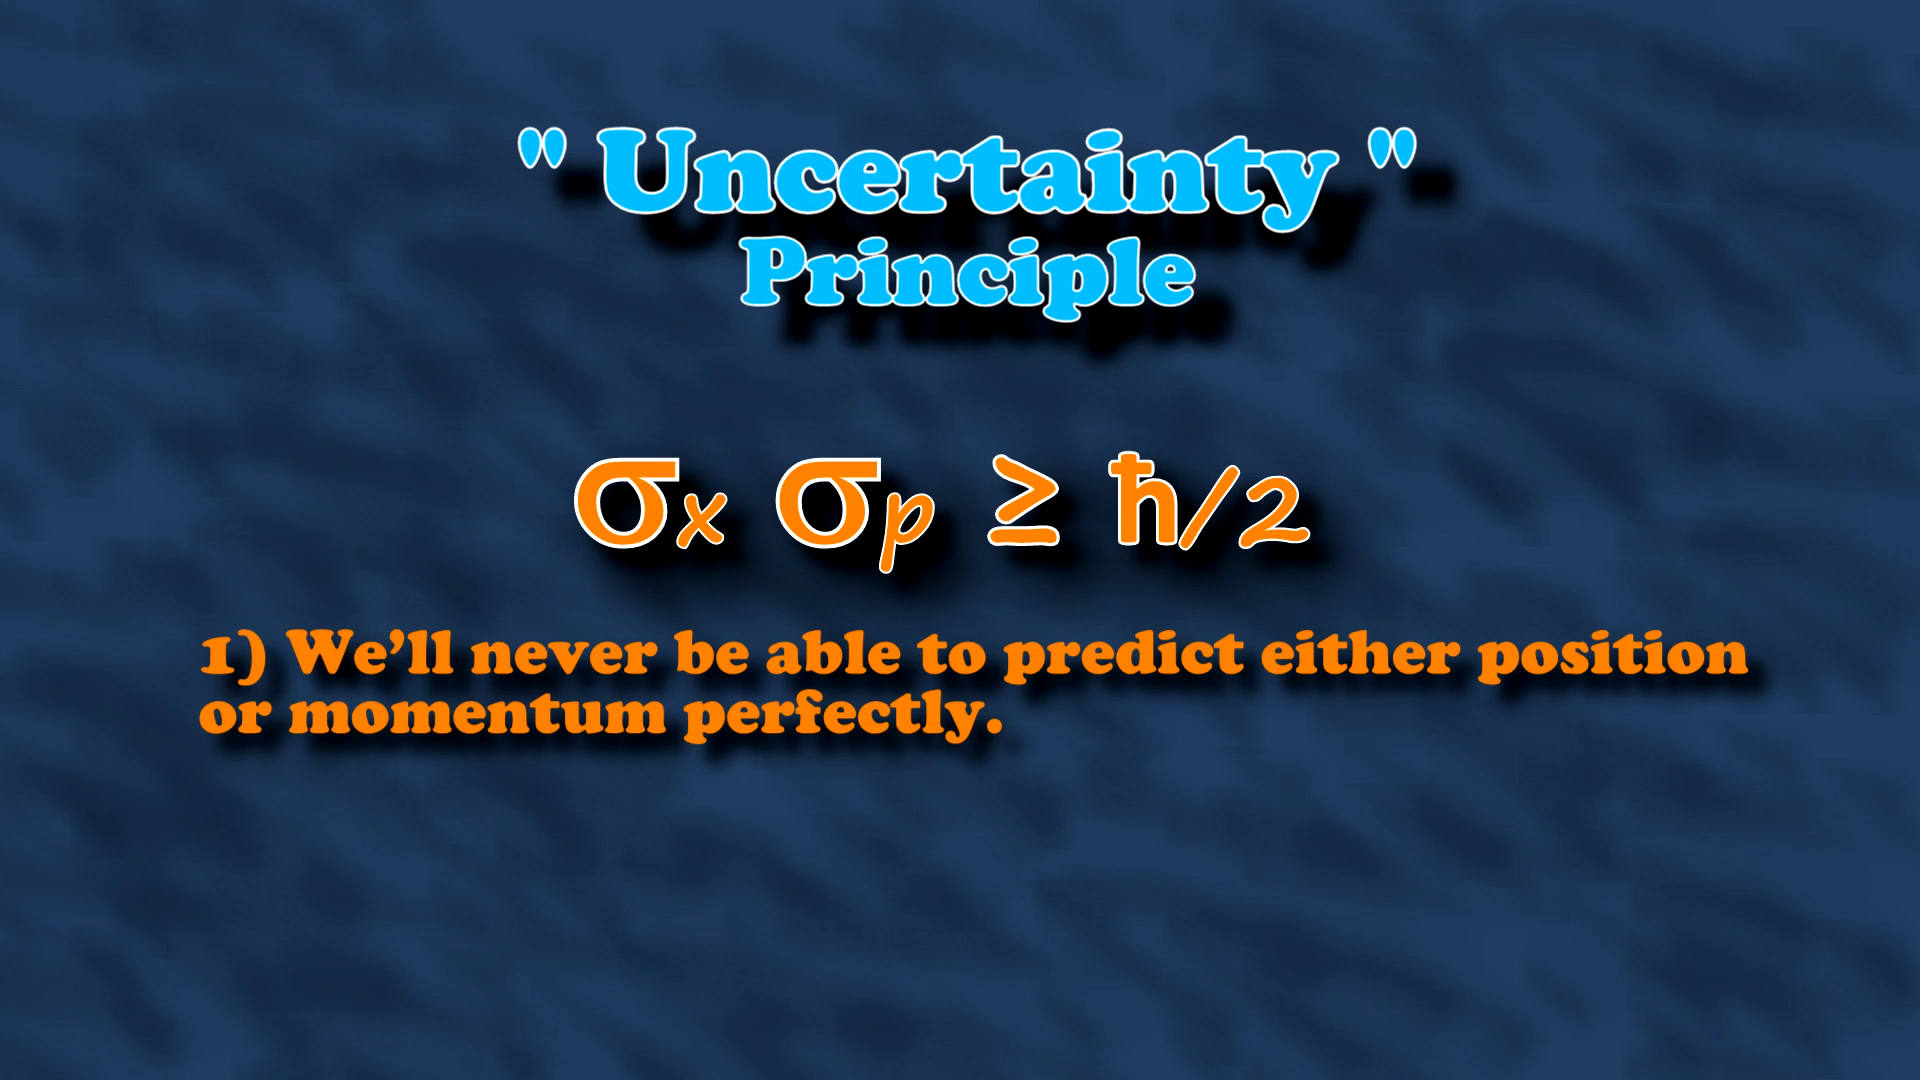 " Uncertainty "
Principle
σx σp ≥ ħ/2
1) We’ll never be able to predict either position
or momentum perfectly.